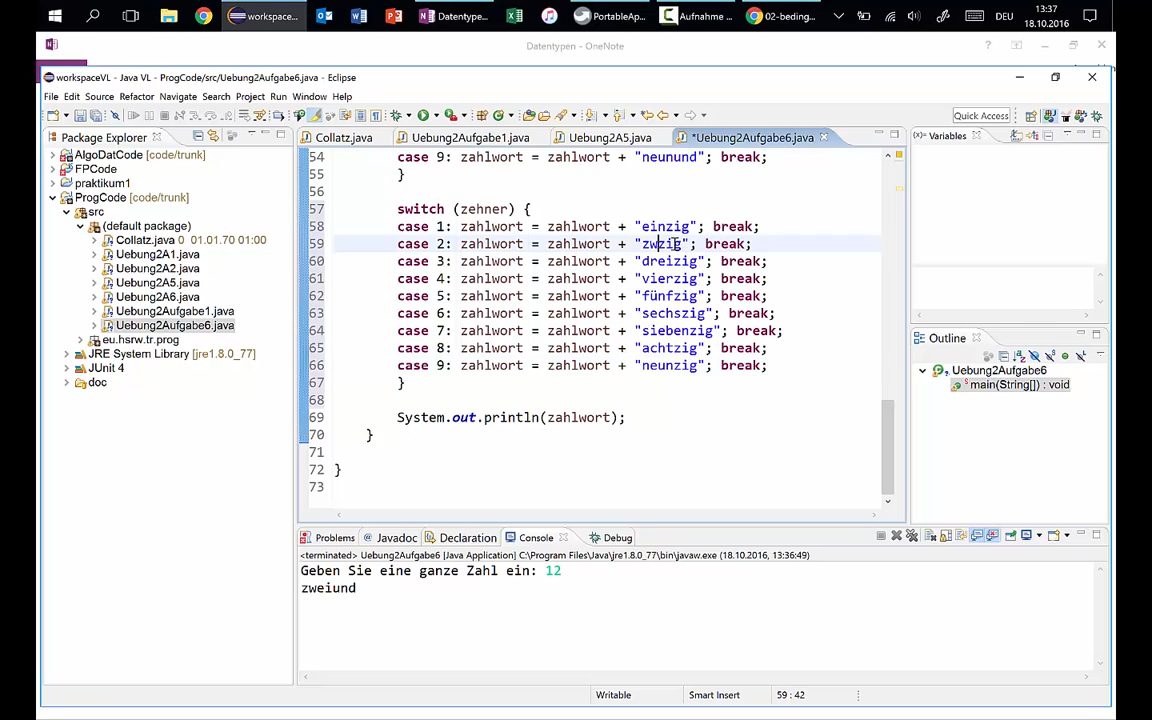 workspace...
Datentype...
PortableAp...
Aufnahme ...
02-beding...
DEU
13:37
18.10.2016
Datentypen - OneNote
workspaceVL - Java VL - ProgCode/src/Uebung2Aufgabe6.java - Eclipse
File Edit Source Refactor Navigate Search Project Run Window Help
Quick Access
Package Explorer
AlgoDatCode [code/trunk]
FPCode
praktikum1
ProgCode [code/trunk]
src
(default package)
Collatz.java 0 01.01.70 01:00
Uebung2A1.java
Uebung2A2.java
Uebung2A5.java
Uebung2A6.java
Uebung2Aufgabe1.java
Uebung2Aufgabe6.java
eu.hsrw.tr.prog
JRE System Library [jre1.8.0_77]
JUnit 4
doc
Collatz.java
Uebung2Aufgabe1.java
Uebung2A5.java
*Uebung2Aufgabe6.java
54 case 9: zahlwort = zahlwort + "neunund"; break;
55 }
56
57 switch (zehner) {
58 case 1: zahlwort = zahlwort + "einzig"; break;
59 case 2: zahlwort = zahlwort + "zwzig"; break;
60 case 3: zahlwort = zahlwort + "dreizig"; break;
61 case 4: zahlwort = zahlwort + "vierzig"; break;
62 case 5: zahlwort = zahlwort + "fünfzig"; break;
63 case 6: zahlwort = zahlwort + "sechszig"; break;
64 case 7: zahlwort = zahlwort + "siebenzig"; break;
65 case 8: zahlwort = zahlwort + "achtzig"; break;
66 case 9: zahlwort = zahlwort + "neunzig"; break;
67 }
68
69 System.out.println(zahlwort);
70 }
71
72 }
73
Variables
Outline
Uebung2Aufgabe6
main(String[]) : void
Problems
Javadoc
Declaration
Console
Debug
<terminated> Uebung2Aufgabe6 [Java Application] C:\Program Files\Java\jre1.8.0_77\bin\javaw.exe (18.10.2016, 13:36:49)
Geben Sie eine ganze Zahl ein: 12
zweiund
Writable
Smart Insert
59 : 42